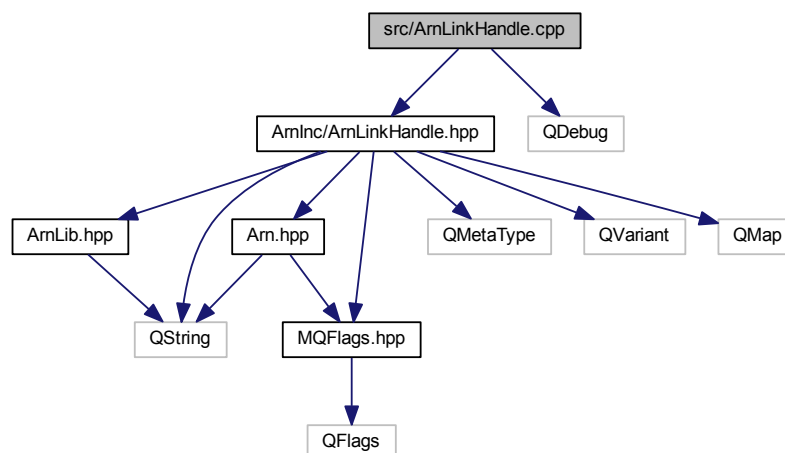 src/ArnLinkHandle.cpp
ArnInc/ArnLinkHandle.hpp
QDebug
ArnLib.hpp
Arn.hpp
QMetaType
QVariant
QMap
QString
MQFlags.hpp
QFlags